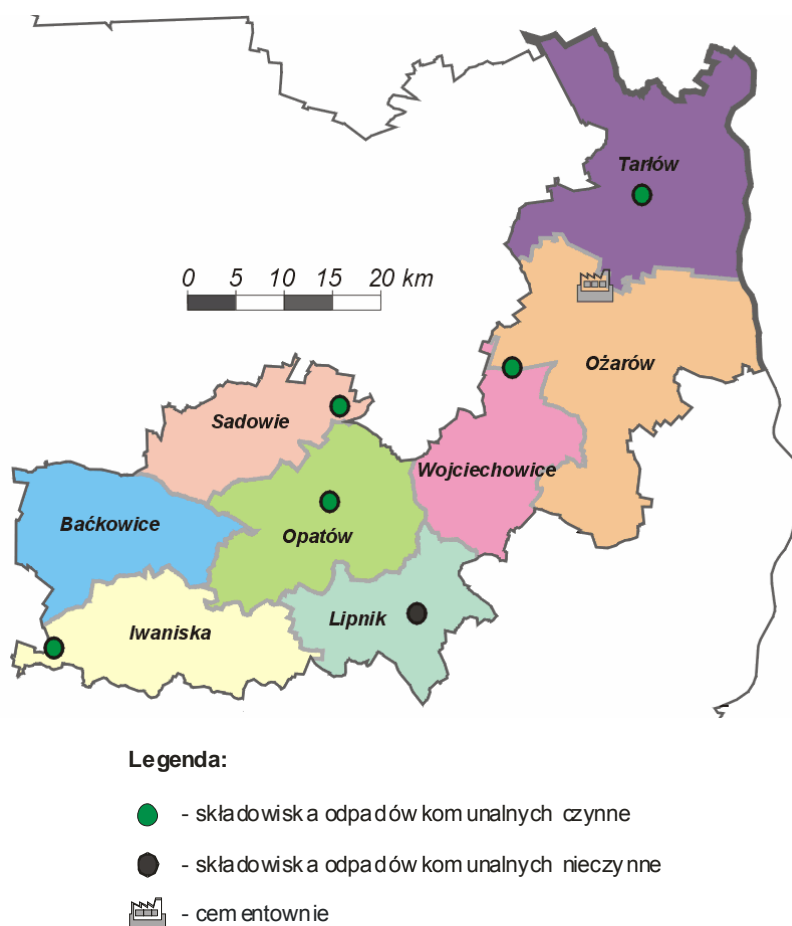 Tarłów
0 5 10 15 20 km
Ożarów
Sadowie
Wojciechowice
Baćkowice
Opatów
Lipnik
Iwaniska
Legenda:
- składowiska odpadów komunalnych czynne
- składowiska odpadów komunalnych nieczynne
- cementownie